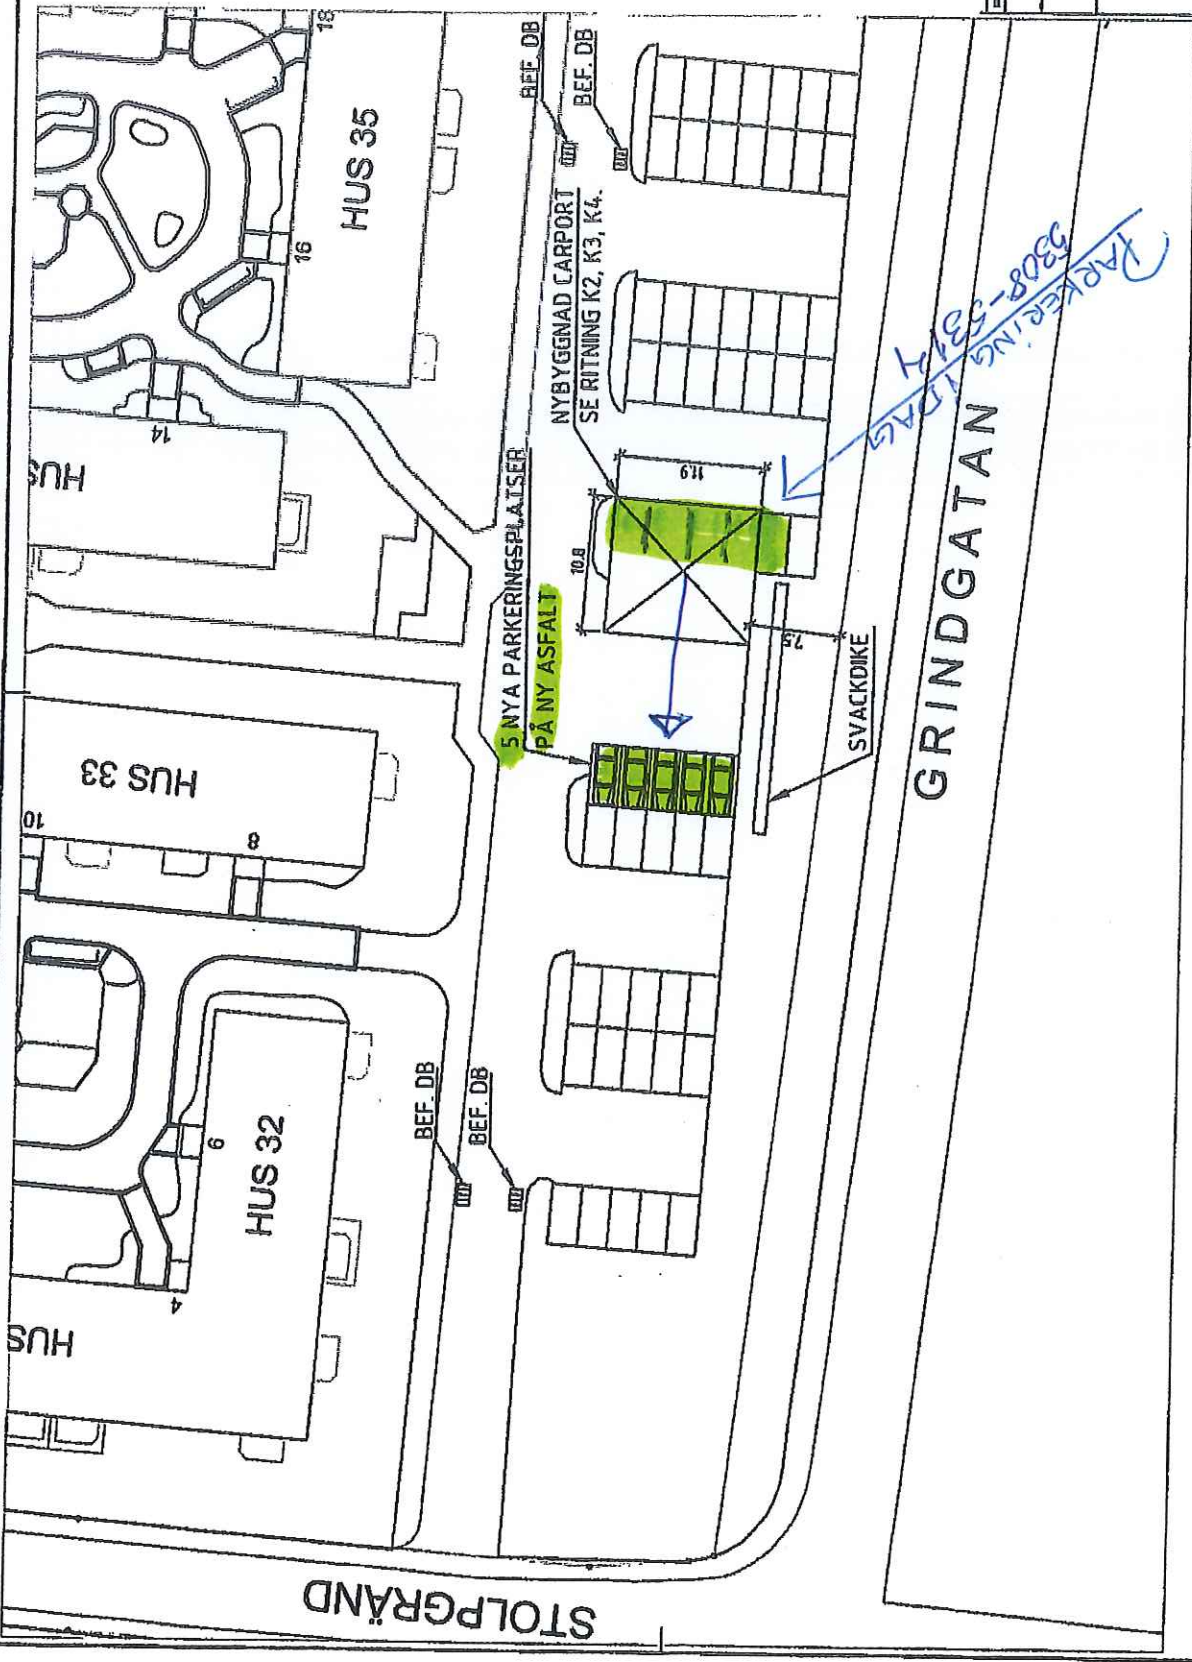 STOLPGRÄND
GRINDGATAN
HUS
HUS 32
4
6
HUS 33
8
10
HUS
14
HUS 35
16
18
BEF. DB
BEF. DB
BEF. DB
BEF. DB
5 NYA PARKERINGSPLATSER
PÅ NY ASFALT
NYBYGGNAD CARPORT
SE RITNING K2, K3, K4.
10.8
11.9
7.5
SVACKDIKE
PARKERING IDAG
5308-5312